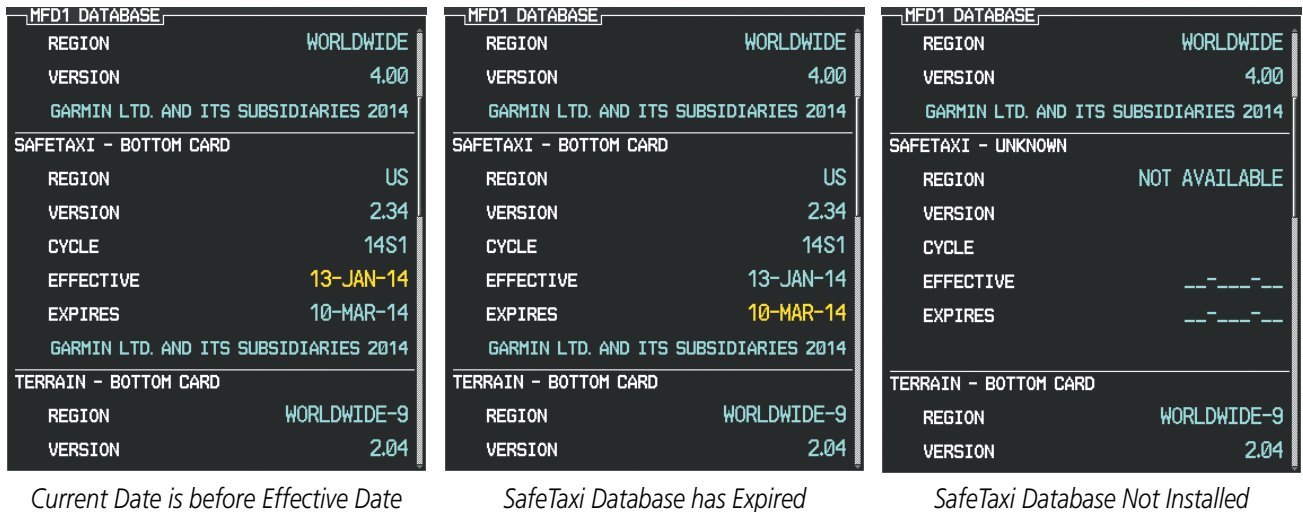 MFD1 DATABASE
REGION WORLDWIDE
VERSION 4.00
GARMIN LTD. AND ITS SUBSIDIARIES 2014
SAFETAXI - BOTTOM CARD
REGION US
VERSION 2.34
CYCLE 14S1
EFFECTIVE 13-JAN-14
EXPIRES 10-MAR-14
GARMIN LTD. AND ITS SUBSIDIARIES 2014
TERRAIN - BOTTOM CARD
REGION WORLDWIDE-9
VERSION 2.04
Current Date is before Effective Date
MFD1 DATABASE
REGION WORLDWIDE
VERSION 4.00
GARMIN LTD. AND ITS SUBSIDIARIES 2014
SAFETAXI - BOTTOM CARD
REGION US
VERSION 2.34
CYCLE 14S1
EFFECTIVE 13-JAN-14
EXPIRES 10-MAR-14
GARMIN LTD. AND ITS SUBSIDIARIES 2014
TERRAIN - BOTTOM CARD
REGION WORLDWIDE-9
VERSION 2.04
SafeTaxi Database has Expired
MFD1 DATABASE
REGION WORLDWIDE
VERSION 4.00
GARMIN LTD. AND ITS SUBSIDIARIES 2014
SAFETAXI - UNKNOWN
REGION NOT AVAILABLE
VERSION
CYCLE
EFFECTIVE __-___-__
EXPIRES __-___-__
TERRAIN - BOTTOM CARD
REGION WORLDWIDE-9
VERSION 2.04
SafeTaxi Database Not Installed